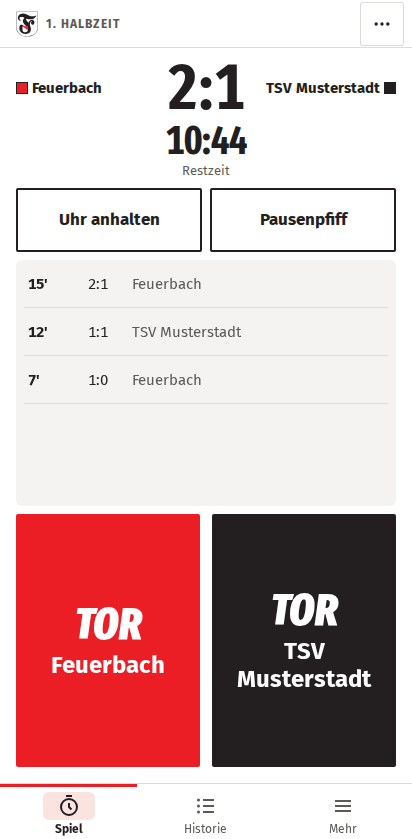 1. HALBZEIT
Feuerbach
2:1
TSV Musterstadt
10:44
Restzeit
Uhr anhalten
Pausenpfiff
15' 2:1 Feuerbach
12' 1:1 TSV Musterstadt
7' 1:0 Feuerbach
TOR
Feuerbach
TOR
TSV
Musterstadt
Spiel
Historie
Mehr